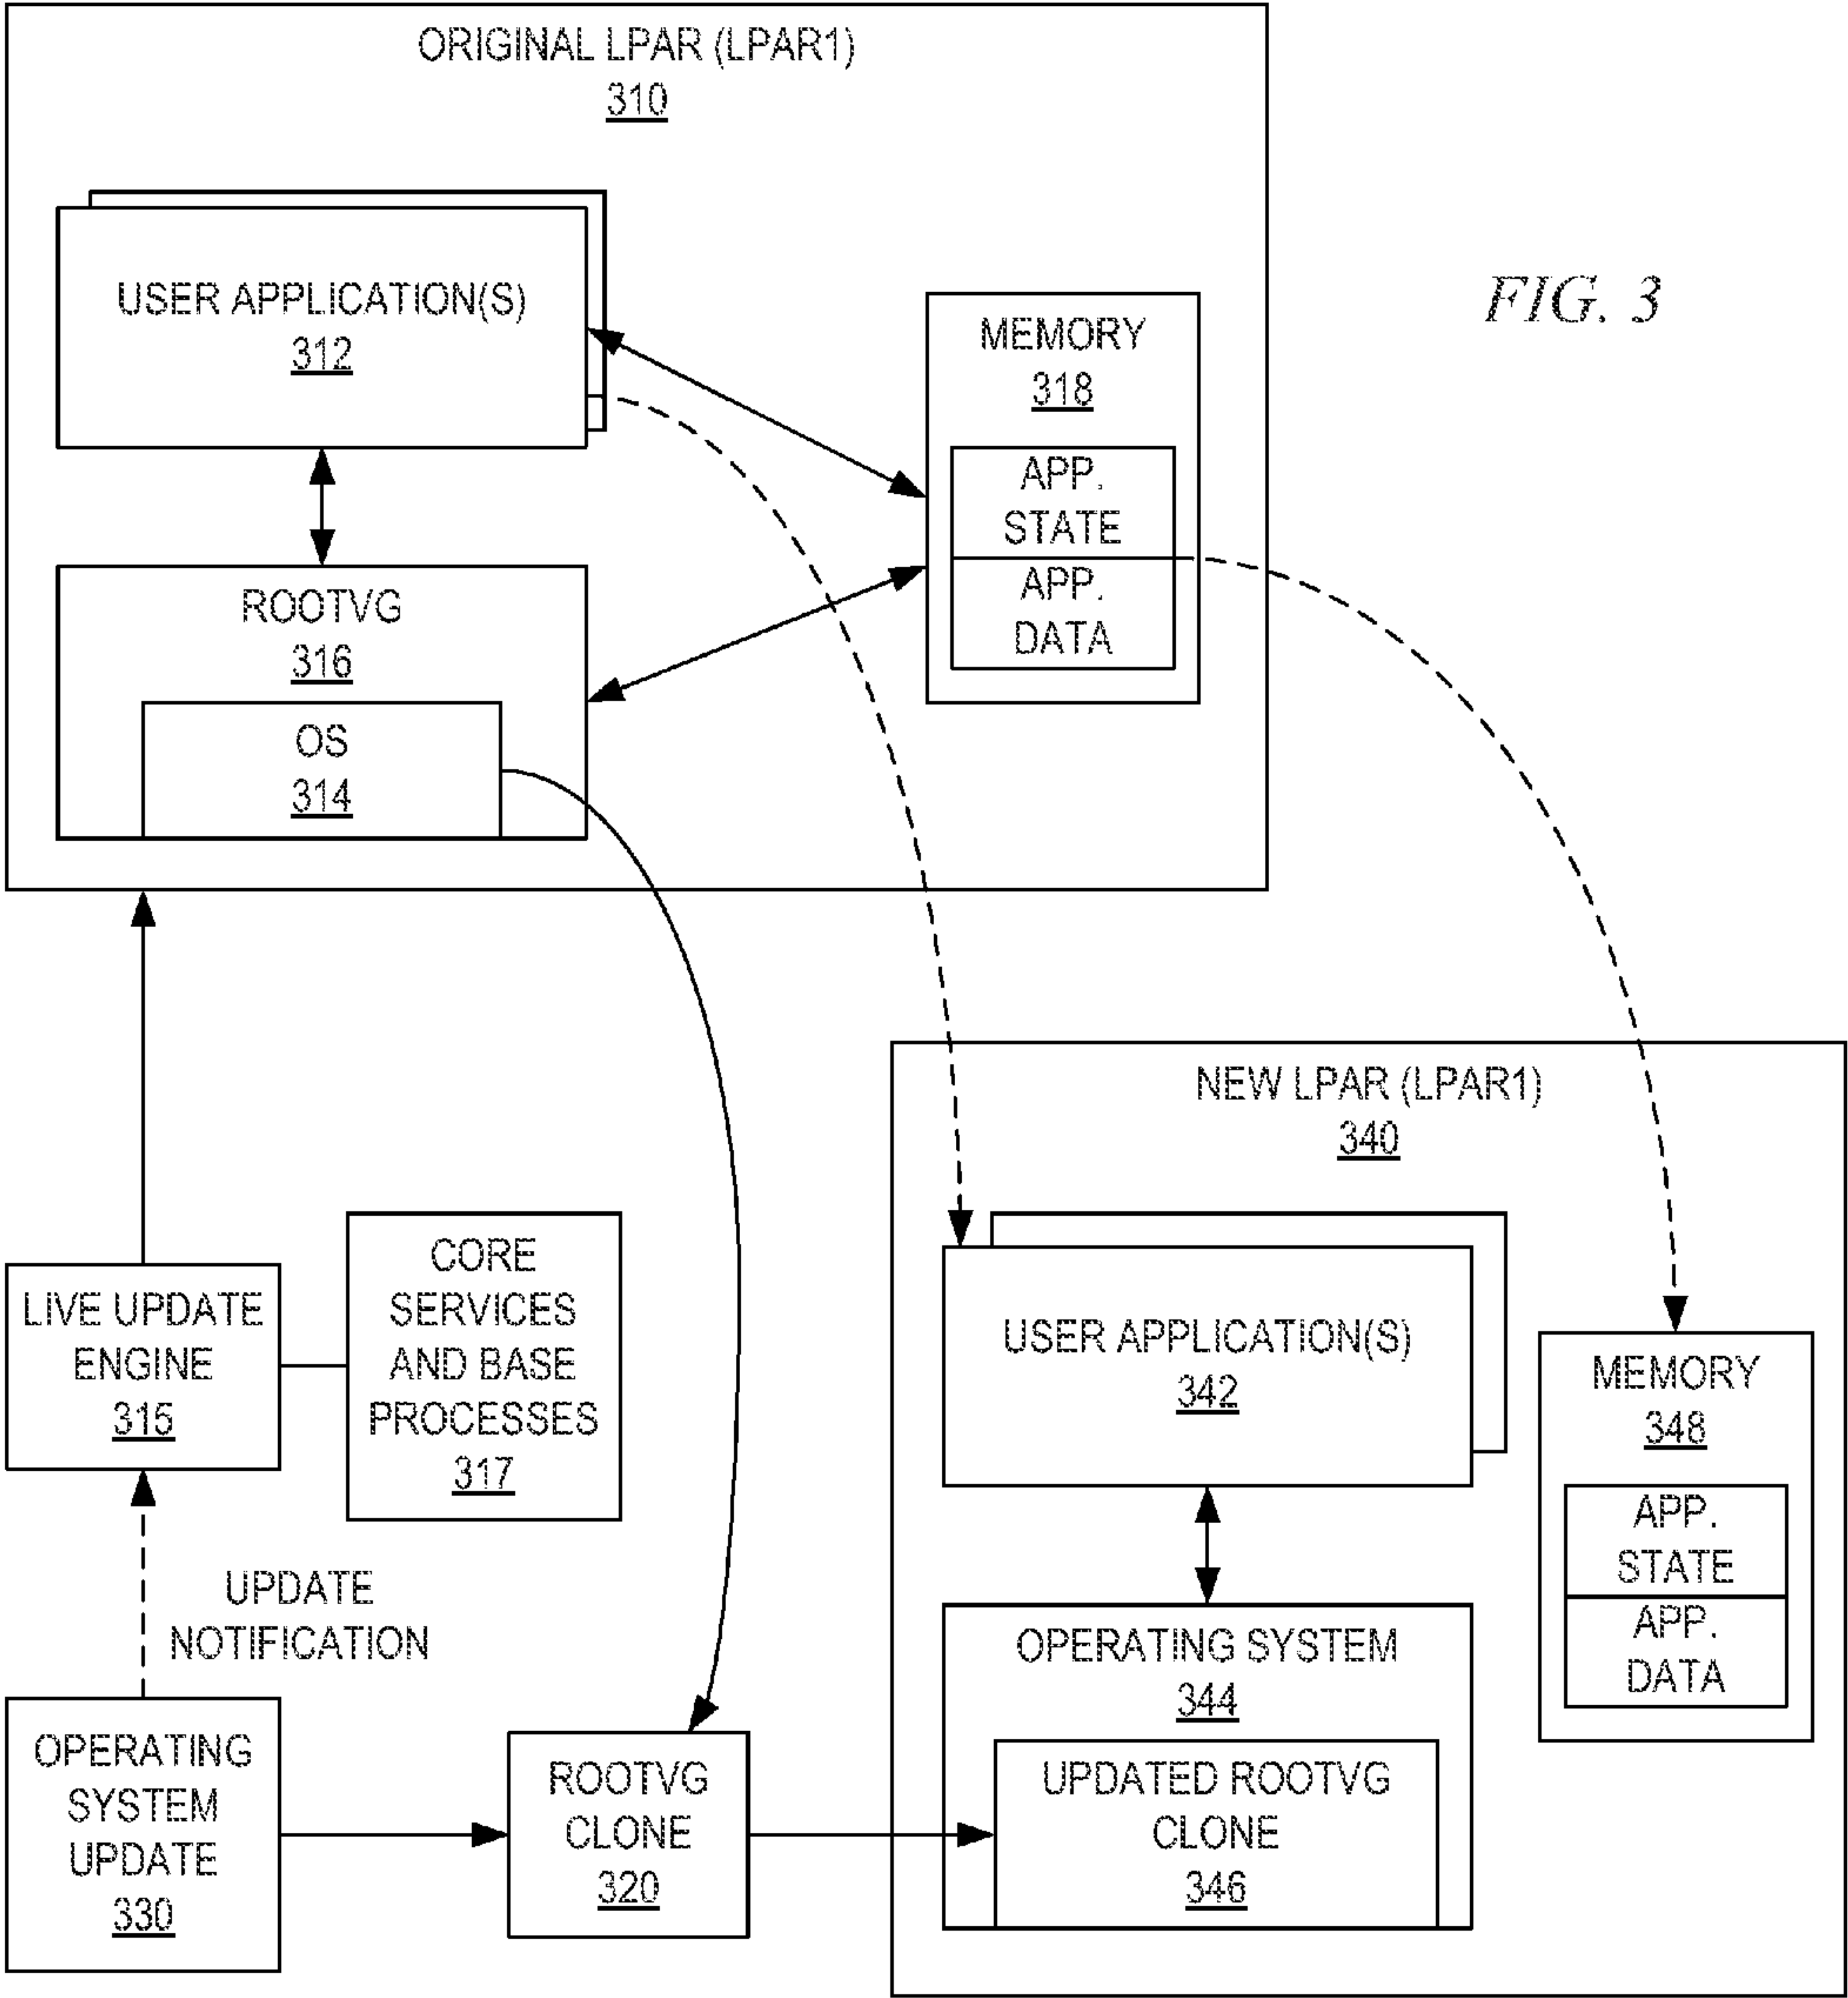 ORIGINAL LPAR (LPAR1)
310
USER APPLICATION(S)
312
FIG. 3
MEMORY
318
APP.
STATE
APP.
DATA
ROOTVG
316
OS
314
NEW LPAR (LPAR1)
340
LIVE UPDATE
ENGINE
315
CORE
SERVICES
AND BASE
PROCESSES
317
USER APPLICATION(S)
342
MEMORY
348
APP.
STATE
APP.
DATA
UPDATE
NOTIFICATION
OPERATING SYSTEM
344
UPDATED ROOTVG
CLONE
346
OPERATING
SYSTEM
UPDATE
330
ROOTVG
CLONE
320